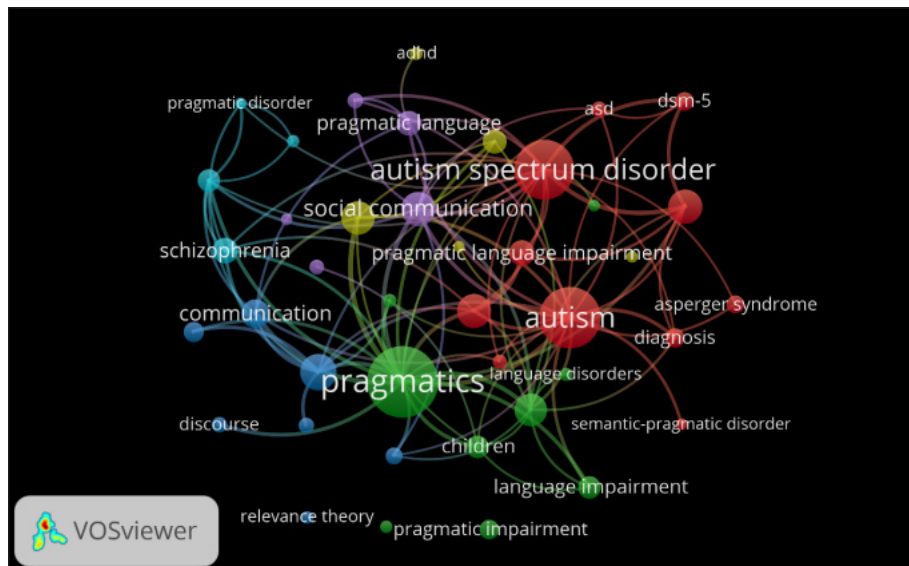 adhd
pragmatic disorder
asd
dsm-5
pragmatic language
autism spectrum disorder
social communication
schizophrenia
pragmatic language impairment
communication
asperger syndrome
autism
diagnosis
pragmatics
language disorders
discourse
semantic-pragmatic disorder
children
language impairment
relevance theory
pragmatic impairment
VOSviewer